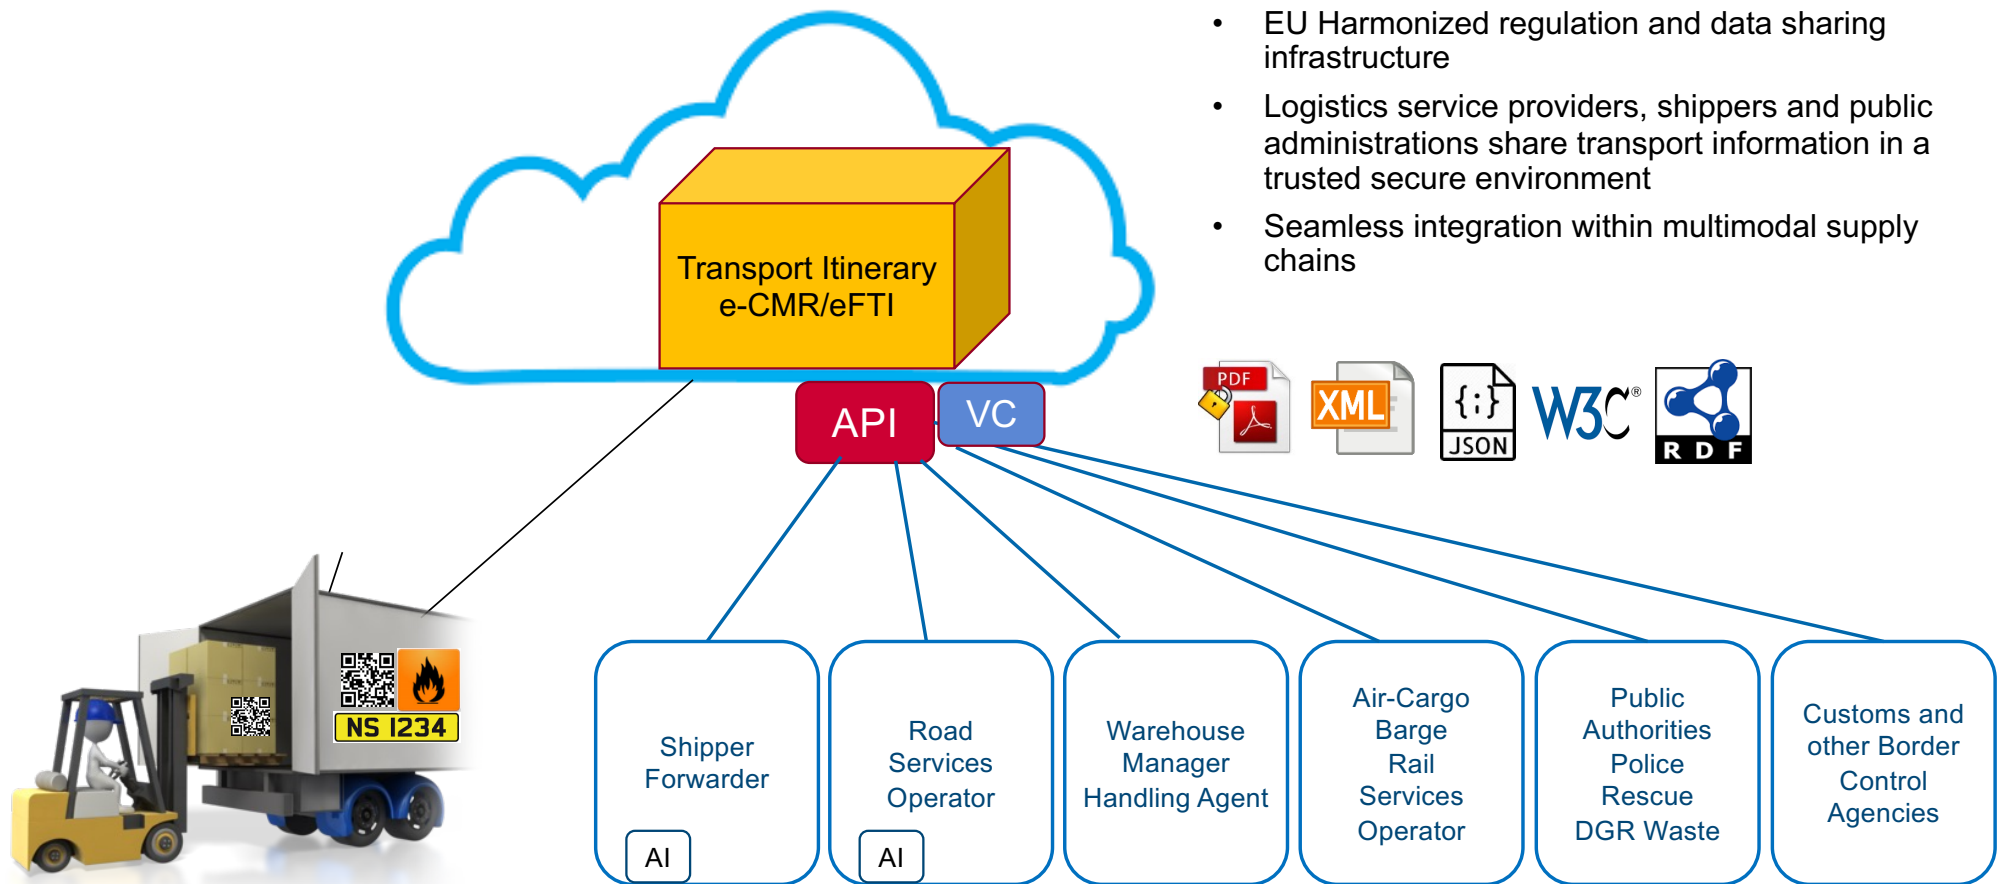 • EU Harmonized regulation and data sharing
infrastructure
• Logistics service providers, shippers and public
administrations share transport information in a
trusted secure environment
• Seamless integration within multimodal supply
chains
Transport Itinerary
e-CMR/eFTI
API
VC
PDF
XML
{;}
JSON
W3C®
RDF
NS 1234
Shipper
Forwarder
AI
Road
Services
Operator
AI
Warehouse
Manager
Handling Agent
Air-Cargo
Barge
Rail
Services
Operator
Public
Authorities
Police
Rescue
DGR Waste
Customs and
other Border
Control
Agencies